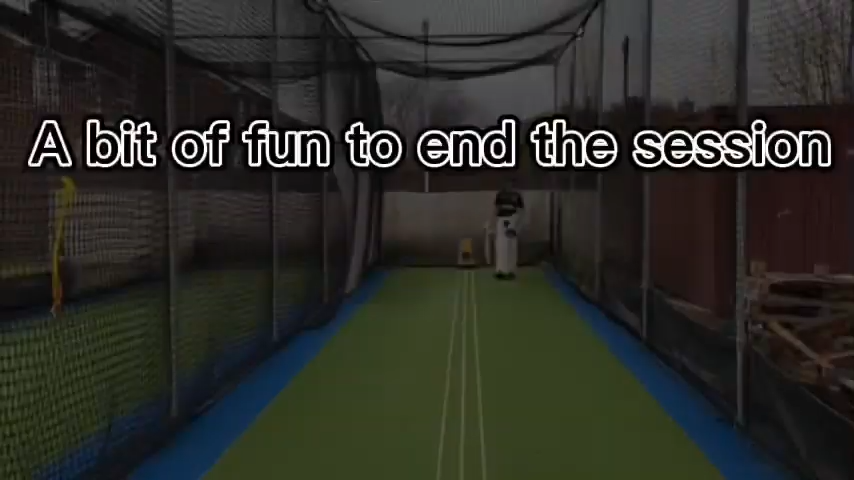 A bit of fun to end the session